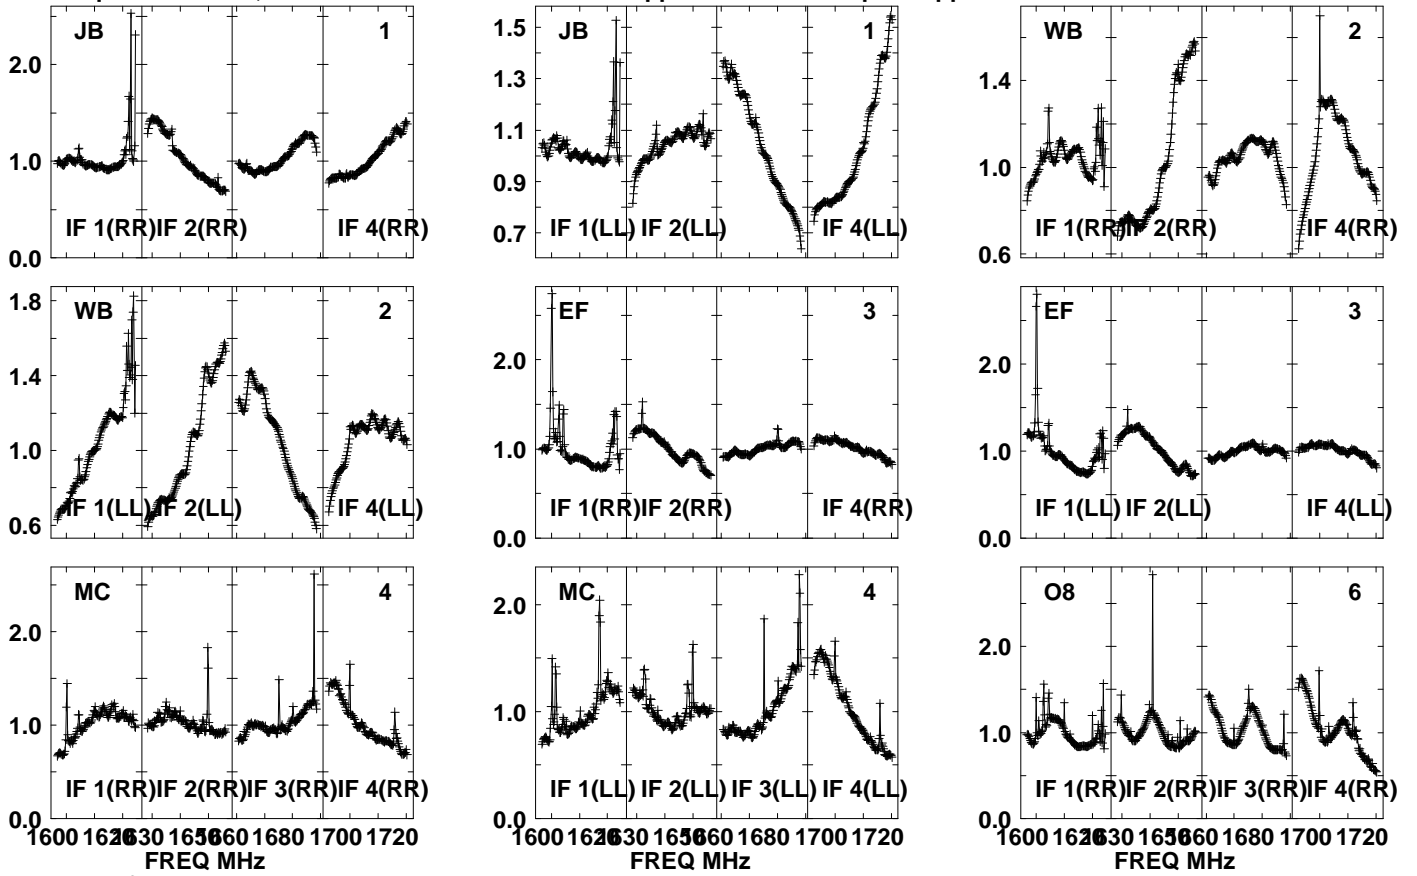 JB 1 JB 1 WB 2
2.0 1.5 1.4
1.3
1.0 1.1 1.0
0.9
IF 1(RR) IF 2(RR) IF 4(RR) IF 1(LL) IF 2(LL) IF 4(LL) IF 1(RR) IF 2(RR) IF 4(RR)
0.0 0.7 0.6
WB 2 EF 3 EF 3
1.8 2.0 2.0
1.4
1.0 1.0 1.0
IF 1(LL) IF 2(LL) IF 4(LL) IF 1(RR) IF 2(RR) IF 4(RR) IF 1(LL) IF 2(LL) IF 4(LL)
0.6 0.0 0.0
MC 4 MC 4 O8 6
2.0 2.0 2.0
1.0 1.0 1.0
IF 1(RR) IF 2(RR) IF 3(RR) IF 4(RR) IF 1(LL) IF 2(LL) IF 3(LL) IF 4(LL) IF 1(RR) IF 2(RR) IF 3(RR) IF 4(RR)
0.0 0.0 0.0
1600 1620 1630 1650 1660 1680 1700 1720 1600 1620 1630 1650 1660 1680 1700 1720 1600 1620 1630 1650 1660 1680 1700 1720
FREQ MHz FREQ MHz FREQ MHz